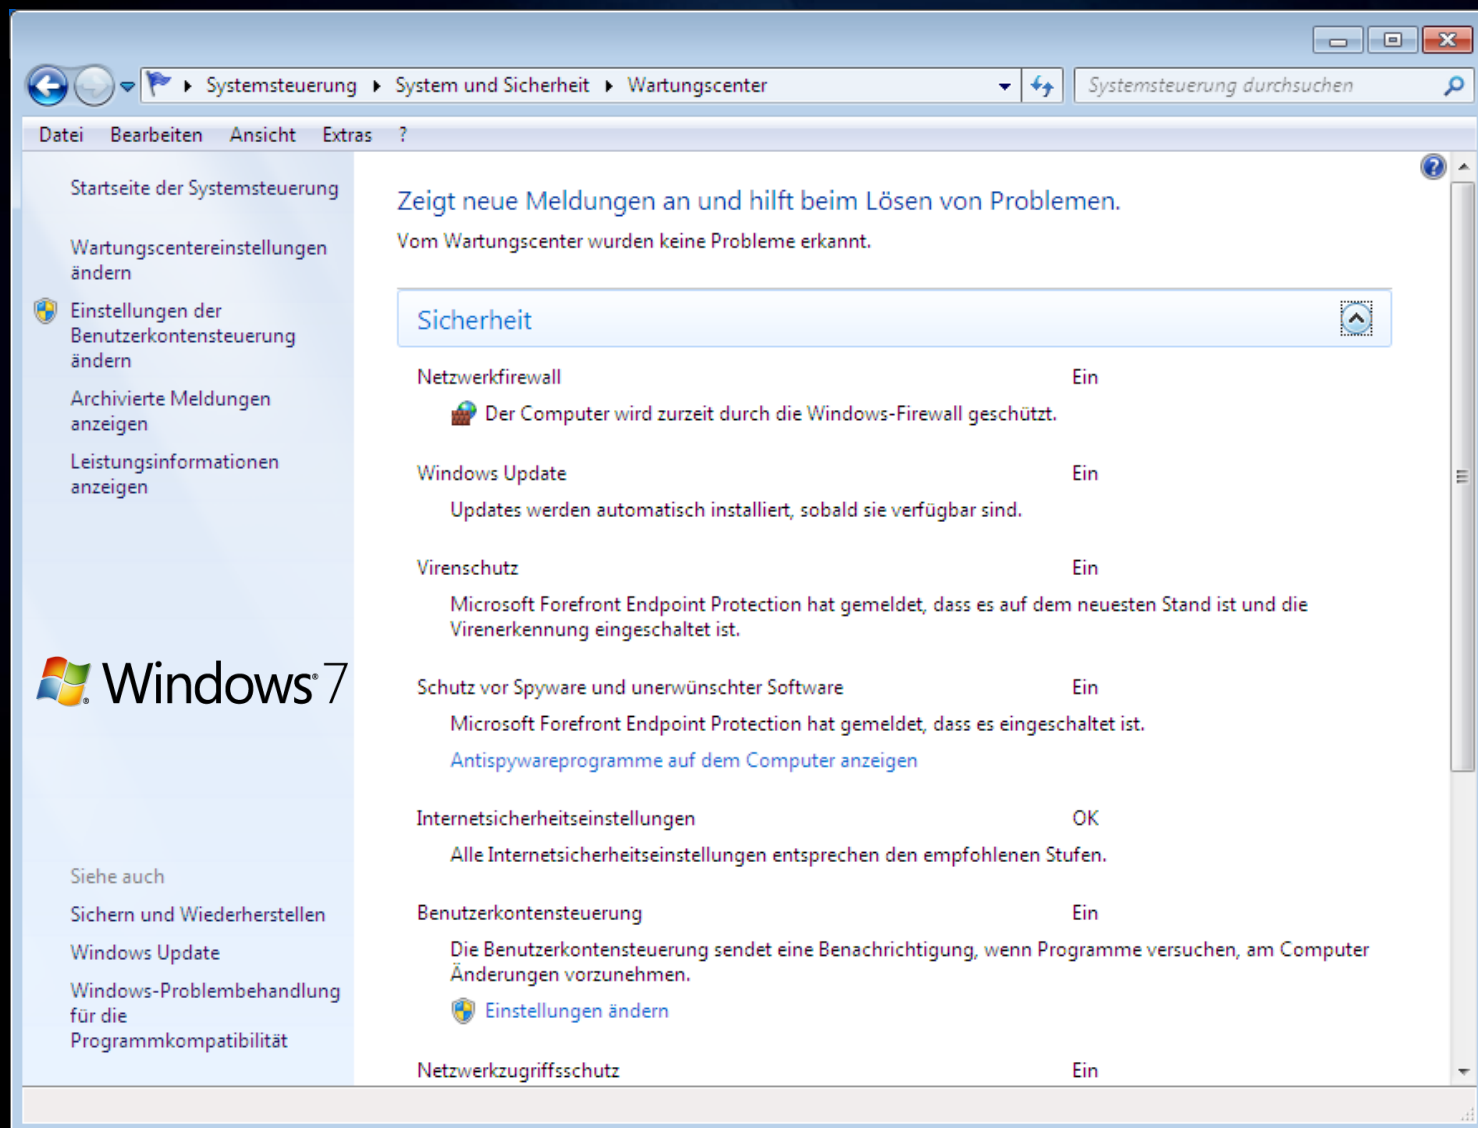 Systemsteuerung System und Sicherheit Wartungscenter
Systemsteuerung durchsuchen
Datei Bearbeiten Ansicht Extras ?
Startseite der Systemsteuerung
Wartungscentereinstellungen
ändern
Einstellungen der
Benutzerkontensteuerung
ändern
Archivierte Meldungen
anzeigen
Leistungsinformationen
anzeigen
Windows 7
Siehe auch
Sichern und Wiederherstellen
Windows Update
Windows-Problembehandlung
für die
Programmkompatibilität
Zeigt neue Meldungen an und hilft beim Lösen von Problemen.
Vom Wartungscenter wurden keine Probleme erkannt.
Sicherheit
Netzwerkfirewall Ein
Der Computer wird zurzeit durch die Windows-Firewall geschützt.
Windows Update Ein
Updates werden automatisch installiert, sobald sie verfügbar sind.
Virenschutz Ein
Microsoft Forefront Endpoint Protection hat gemeldet, dass es auf dem neuesten Stand ist und die
Virenerkennung eingeschaltet ist.
Schutz vor Spyware und unerwünschter Software Ein
Microsoft Forefront Endpoint Protection hat gemeldet, dass es eingeschaltet ist.
Antispywareprogramme auf dem Computer anzeigen
Internetsicherheitseinstellungen OK
Alle Internetsicherheitseinstellungen entsprechen den empfohlenen Stufen.
Benutzerkontensteuerung Ein
Die Benutzerkontensteuerung sendet eine Benachrichtigung, wenn Programme versuchen, am Computer
Änderungen vorzunehmen.
Einstellungen ändern
Netzwerkzugriffsschutz Ein